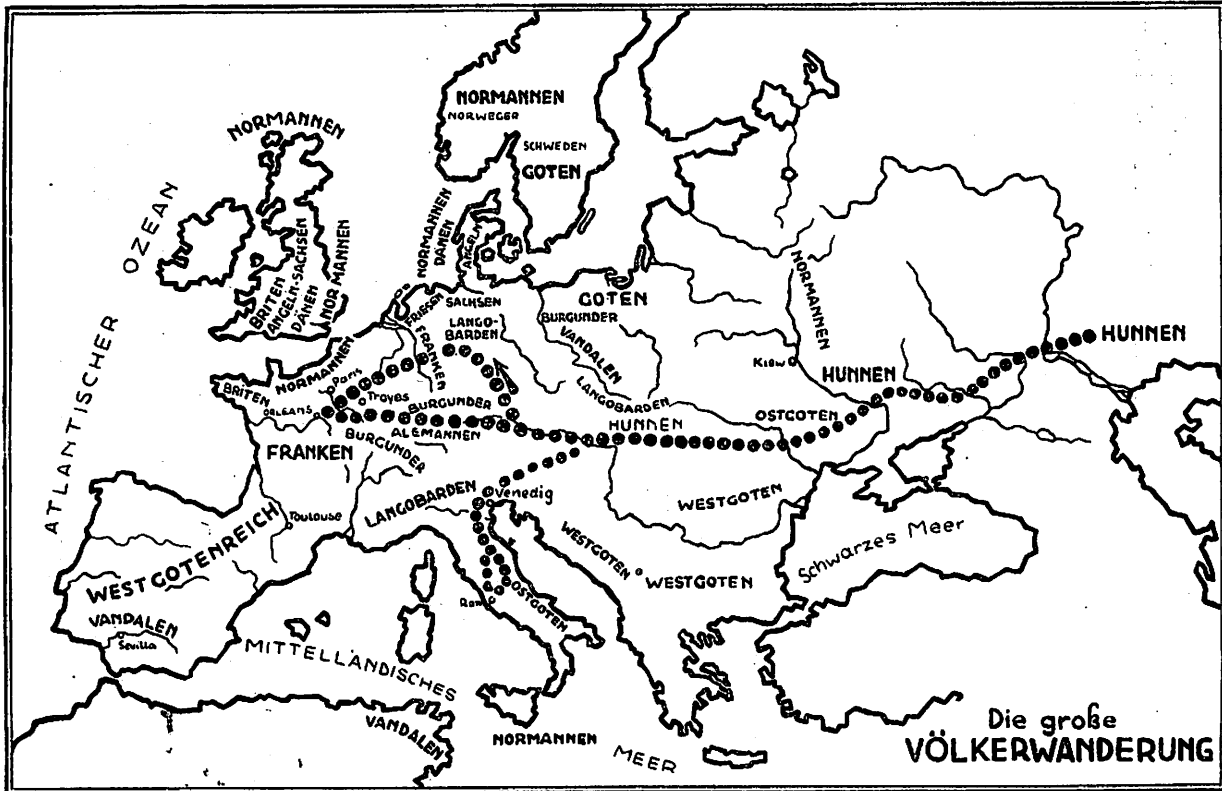 NORMANNEN
NORWEGER
SCHWEDEN
GOTEN
NORMANNEN
ATLANTISCHER
OZEAN
NORMANNEN
DÄNEN
ANGELN
BRITEN
ANGELN-SACHSEN
DÄNEN
NORMANNEN
NORMANNEN
GOTEN
BURGUNDER
VANDALEN
SACHSEN
FRIESEN
LANGO-
BARDEN
FRANKEN
HUNNEN
Kiew
HUNNEN
NORMANNEN
Paris
BRITEN
ORLEANS
Troyes
BURGUNDER
LANGOBARDEN
HUNNEN
OSTGOTEN
ALEMANNEN
FRANKEN
BURGUNDER
LANGOBARDEN
Venedig
WESTGOTEN
Toulouse
WESTGOTENREICH
WESTGOTEN
WESTGOTEN
Schwarzes Meer
OSTGOTEN
Rom
VANDALEN
Sevilla
MITTELLÄNDISCHES
MEER
VANDALEN
NORMANNEN
Die große
VÖLKERWANDERUNG